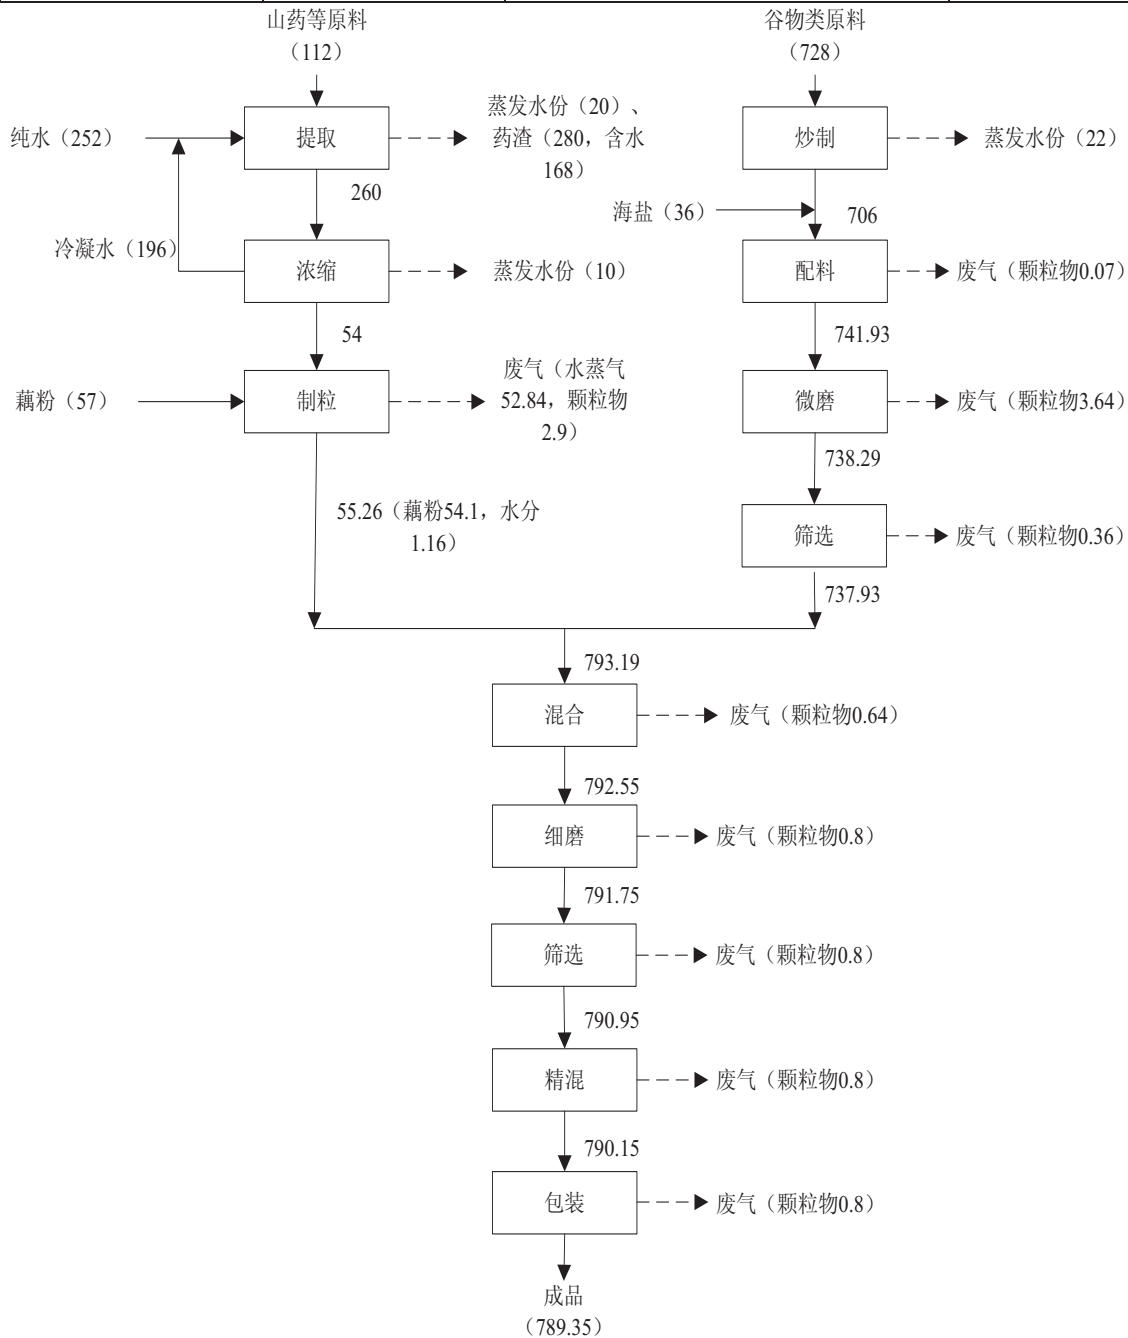 山药等原料
（112）
谷物类原料
（728）
纯水（252）
提取
蒸发水份（20）、
药渣（280，含水
168）
炒制
蒸发水份（22）
260
海盐（36）
706
冷凝水（196）
浓缩
蒸发水份（10）
配料
废气（颗粒物0.07）
54
741.93
藕粉（57）
制粒
废气（水蒸气
52.84，颗粒物
2.9）
微磨
废气（颗粒物3.64）
738.29
55.26（藕粉54.1，水分
1.16）
筛选
废气（颗粒物0.36）
737.93
793.19
混合
废气（颗粒物0.64）
792.55
细磨
废气（颗粒物0.8）
791.75
筛选
废气（颗粒物0.8）
790.95
精混
废气（颗粒物0.8）
790.15
包装
废气（颗粒物0.8）
成品
（789.35）